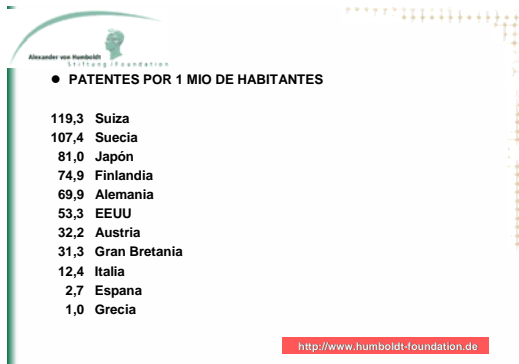 Alexander von Humboldt
Stiftung/Foundation
● PATENTES POR 1 MIO DE HABITANTES
119,3 Suiza
107,4 Suecia
81,0 Japón
74,9 Finlandia
69,9 Alemania
53,3 EEUU
32,2 Austria
31,3 Gran Bretania
12,4 Italia
2,7 Espana
1,0 Grecia
http://www.humboldt-foundation.de